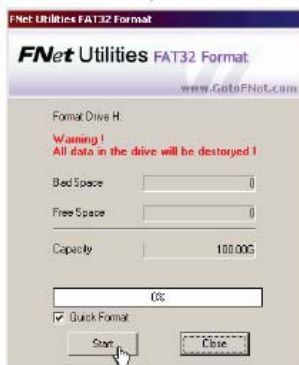 FNet Utilities FAT32 Format
FNet Utilities FAT32 Format
www.GotoFNet.com
Format Drive H:
Warning !
All data in the drive will be destoryed !
Bad Space 0
Free Space 0
Capacity 100.00G
0%
Quick Format
Start Close